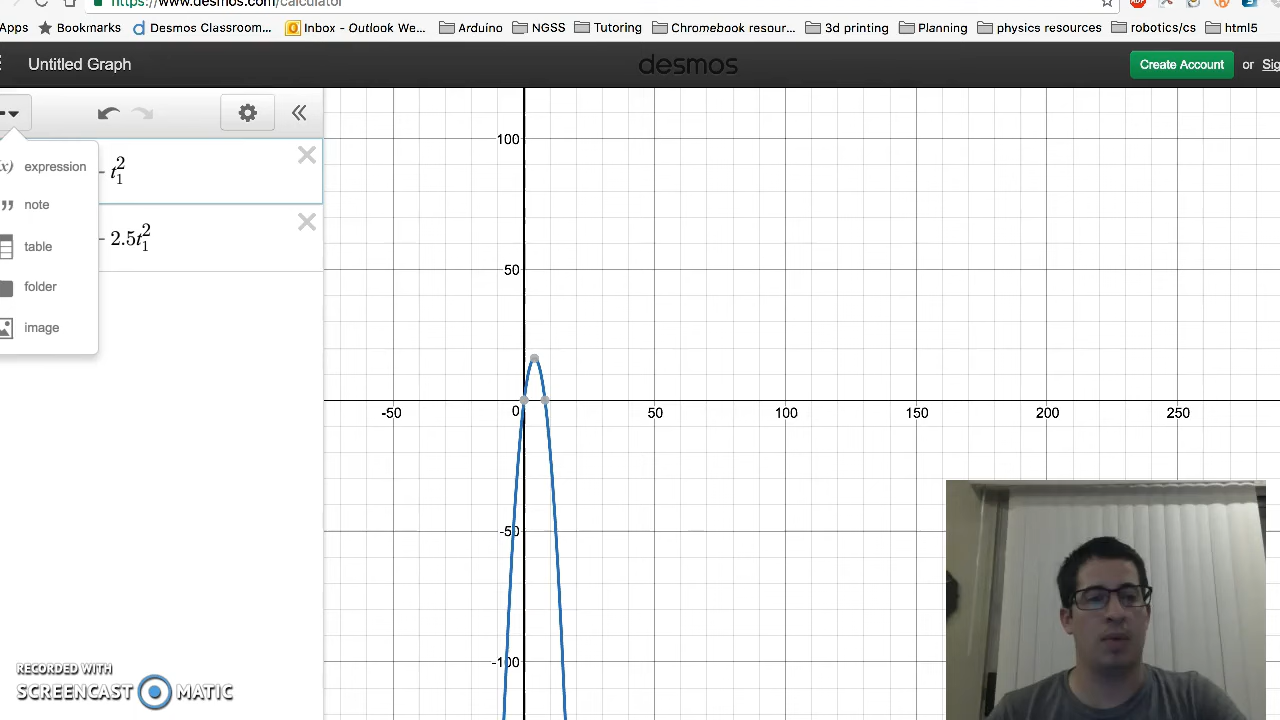 https://www.desmos.com/calculator
Apps Bookmarks Desmos Classroom... Inbox - Outlook We... Arduino NGSS Tutoring Chromebook resour... 3d printing Planning physics resources robotics/cs html5
Untitled Graph desmos Create Account or
expression
note
table
folder
image
- t₁²
- 2.5t₁²
100
50
-50 0 50 100 150 200 250
-50
-100
RECORDED WITH
SCREENCAST MATIC